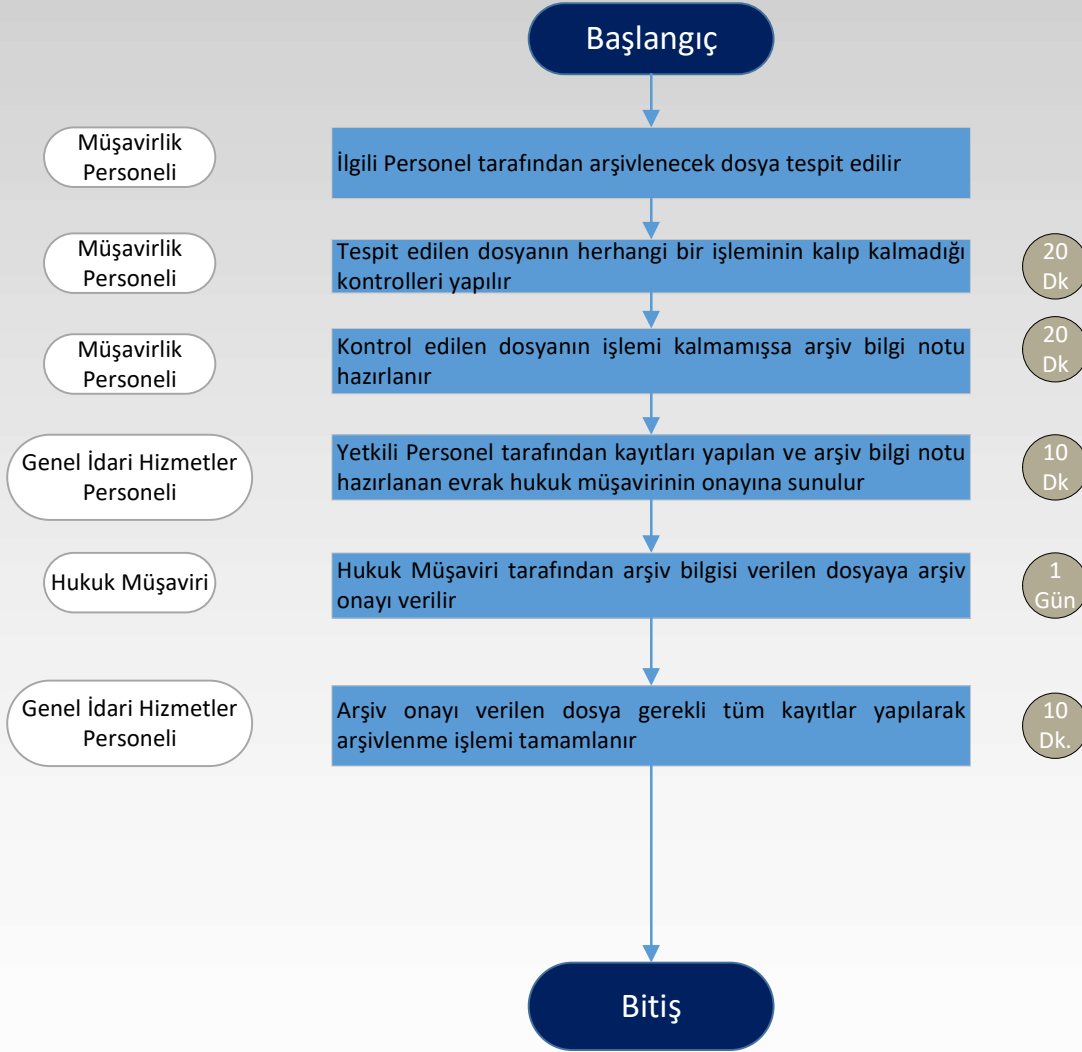 Başlangıç
Müşavirlik
Personeli
İlgili Personel tarafından arşivlenecek dosya tespit edilir
Müşavirlik
Personeli
Tespit edilen dosyanın herhangi bir işleminin kalıp kalmadığı
kontrolleri yapılır
20
Dk
Müşavirlik
Personeli
Kontrol edilen dosyanın işlemi kalmamışsa arşiv bilgi notu
hazırlanır
20
Dk
Genel İdari Hizmetler
Personeli
Yetkili Personel tarafından kayıtları yapılan ve arşiv bilgi notu
hazırlanan evrak hukuk müşavirinin onayına sunulur
10
Dk
Hukuk Müşaviri
Hukuk Müşaviri tarafından arşiv bilgisi verilen dosyaya arşiv
onayı verilir
1
Gün
Genel İdari Hizmetler
Personeli
Arşiv onayı verilen dosya gerekli tüm kayıtlar yapılarak
arşivlenme işlemi tamamlanır
10
Dk.
Bitiş